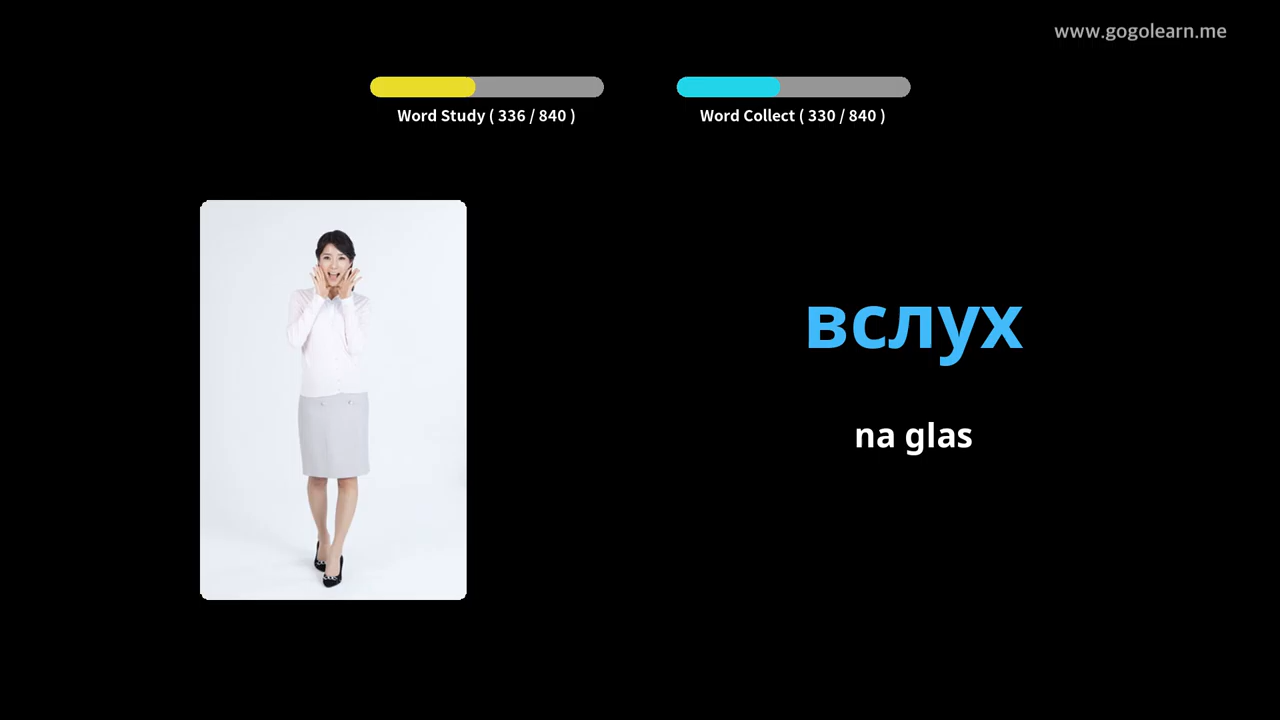 www.gogolearn.me
Word Study ( 336 / 840 )
Word Collect ( 330 / 840 )
вслух
na glas